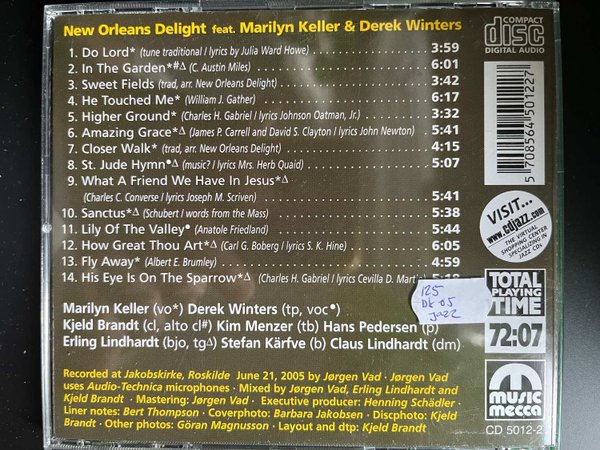 New Orleans Delight feat. Marilyn Keller & Derek Winters
1. Do Lord* (tune traditional / lyrics by Julia Ward Howe) 3:59
2. In The Garden*#Δ (C. Austin Miles) 6:01
3. Sweet Fields (trad, arr. New Orleans Delight) 3:42
4. He Touched Me* (William J. Gather) 6:17
5. Higher Ground* (Charles H. Gabriel / lyrics Johnson Oatman, Jr.) 3:32
6. Amazing Grace*Δ (James P. Carrell and David S. Clayton / lyrics John Newton) 5:41
7. Closer Walk* (trad, arr. New Orleans Delight) 4:15
8. St. Jude Hymn•Δ (music? / lyrics Mrs. Herb Quaid) 5:07
9. What A Friend We Have In Jesus*Δ
(Charles C. Converse / lyrics Joseph M. Scriven) 5:41
10. Sanctus*Δ (Schubert / words from the Mass) 5:38
11. Lily Of The Valley• (Anatole Friedland) 5:44
12. How Great Thou Art*Δ (Carl G. Boberg / lyrics S. K. Hine) 6:05
13. Fly Away* (Albert E. Brumley) 4:59
14. His Eye Is On The Sparrow*Δ (Charles H. Gabriel / lyrics Cevilla D.
Marilyn Keller (vo*) Derek Winters (tp, voc•)
Kjeld Brandt (cl, alto cl#) Kim Menzer (tb) Hans Pedersen (p)
Erling Lindhardt (bjo, tgΔ) Stefan Kärfve (b) Claus Lindhardt (dm)
Recorded at Jakobskirke, Roskilde June 21, 2005 by Jørgen Vad · Jørgen Vad
uses Audio-Technica microphones · Mixed by Jørgen Vad, Erling Lindhardt and
Kjeld Brandt · Mastering: Jørgen Vad · Executive producer: Henning Schädler
Liner notes: Bert Thompson · Coverphoto: Barbara Jakobsen · Discphoto: Kjeld
Brandt · Other photos: Göran Magnusson · Layout and dtp: Kjeld Brandt
125
DK 05
Jazz
COMPACT
disc
DIGITAL AUDIO
5 708564 501227
VISIT...
www.cdjazz.com
THE VIRTUAL
SHOPPING CENTER
SPECIALIZING IN
JAZZ CDs
TOTAL
PLAYING
TIME
72:07
music
mecca
CD 5012-2